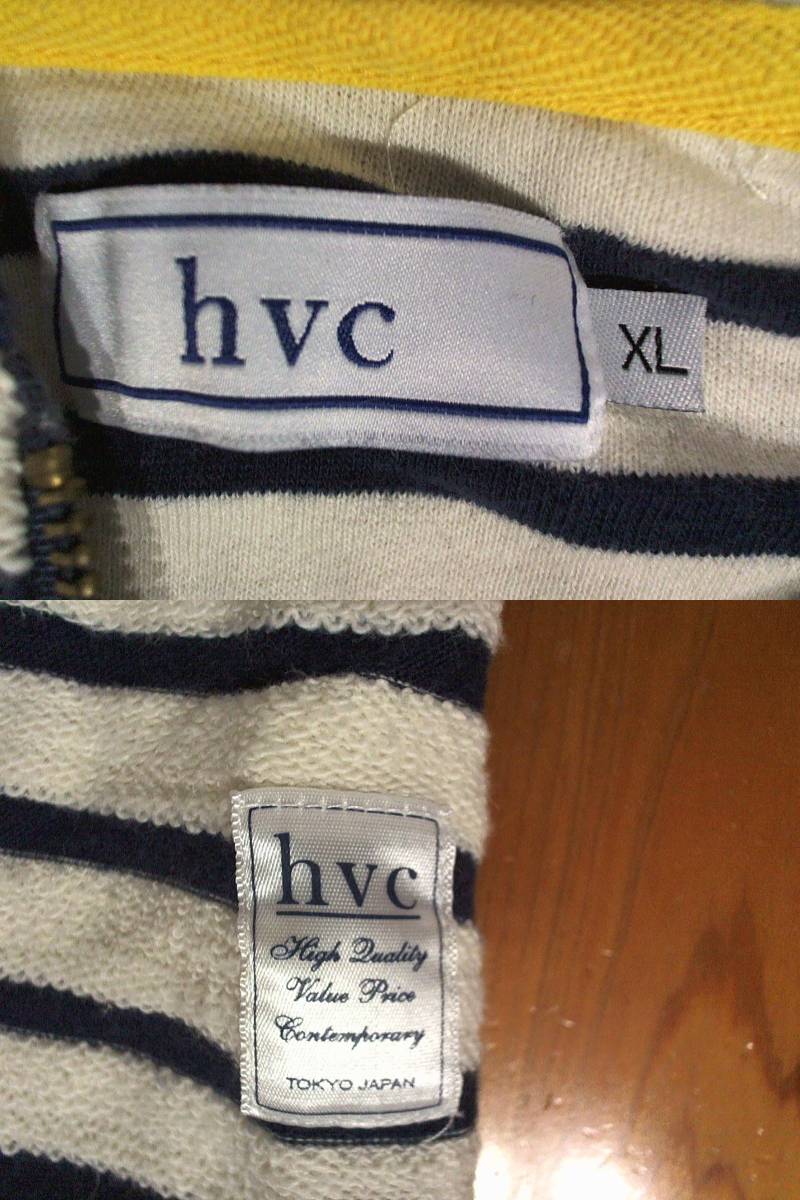 hvc
XL
hvc
High Quality
Value Price
Contemporary
TOKYO JAPAN